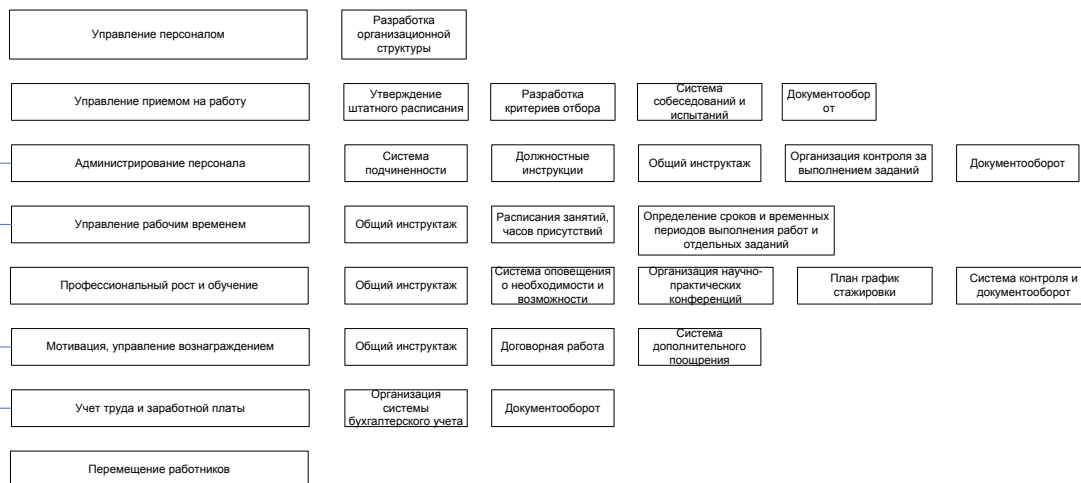 Управление персоналом
Разработка
организационной
структуры
Управление приемом на работу
Утверждение
штатного расписания
Разработка
критериев отбора
Система
собеседований и
испытаний
Документообор
от
Администрирование персонала
Система
подчиненности
Должностные
инструкции
Общий инструктаж
Организация контроля за
выполнением заданий
Документооборот
Управление рабочим временем
Общий инструктаж
Расписания занятий,
часов присутствий
Определение сроков и временных
периодов выполнения работ и
отдельных заданий
Профессиональный рост и обучение
Общий инструктаж
Система оповещения
о необходимости и
возможности
Организация научно-
практических
конференций
План график
стажировки
Система контроля и
документооборот
Мотивация, управление вознаграждением
Общий инструктаж
Договорная работа
Система
дополнительного
поощрения
Учет труда и заработной платы
Организация
системы
бухгалтерского учета
Документооборот
Перемещение работников